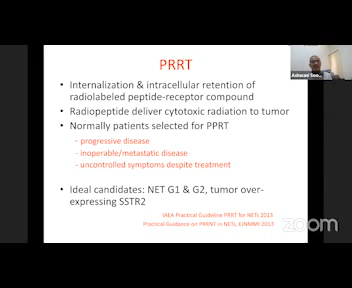 PRRT
• Internalization & intracellular retention of
radiolabeled peptide-receptor compound
• Radiopeptide deliver cytotoxic radiation to tumor
• Normally patients selected for PPRT
- progressive disease
- inoperable/metastatic disease
- uncontrolled symptoms despite treatment
• Ideal candidates: NET G1 & G2, tumor over-
expressing SSTR2
IAEA Practical Guideline PRRT for NETs 2013
Practical Guidance on PRRNT in NETs, EJNMMI 2013
zoom
Ashwani Soo...